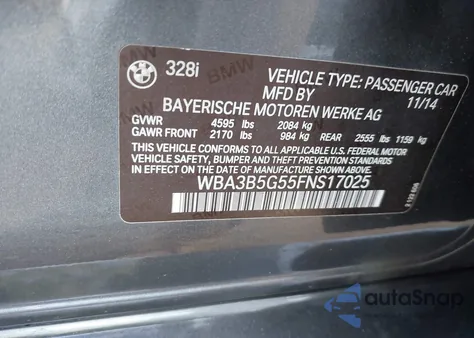 BMW
328i
VEHICLE TYPE: PASSENGER CAR
MFD BY 11/14
BAYERISCHE MOTOREN WERKE AG
GVWR 4595 lbs 2084 kg
GAWR FRONT 2170 lbs 984 kg REAR 2555 lbs 1159 kg
THIS VEHICLE CONFORMS TO ALL APPLICABLE U.S. FEDERAL MOTOR
VEHICLE SAFETY, BUMPER, AND THEFT PREVENTION STANDARDS
IN EFFECT ON THE DATE OF MANUFACTURE SHOWN ABOVE.
WBA3B5G55FNS17025
autoSnap